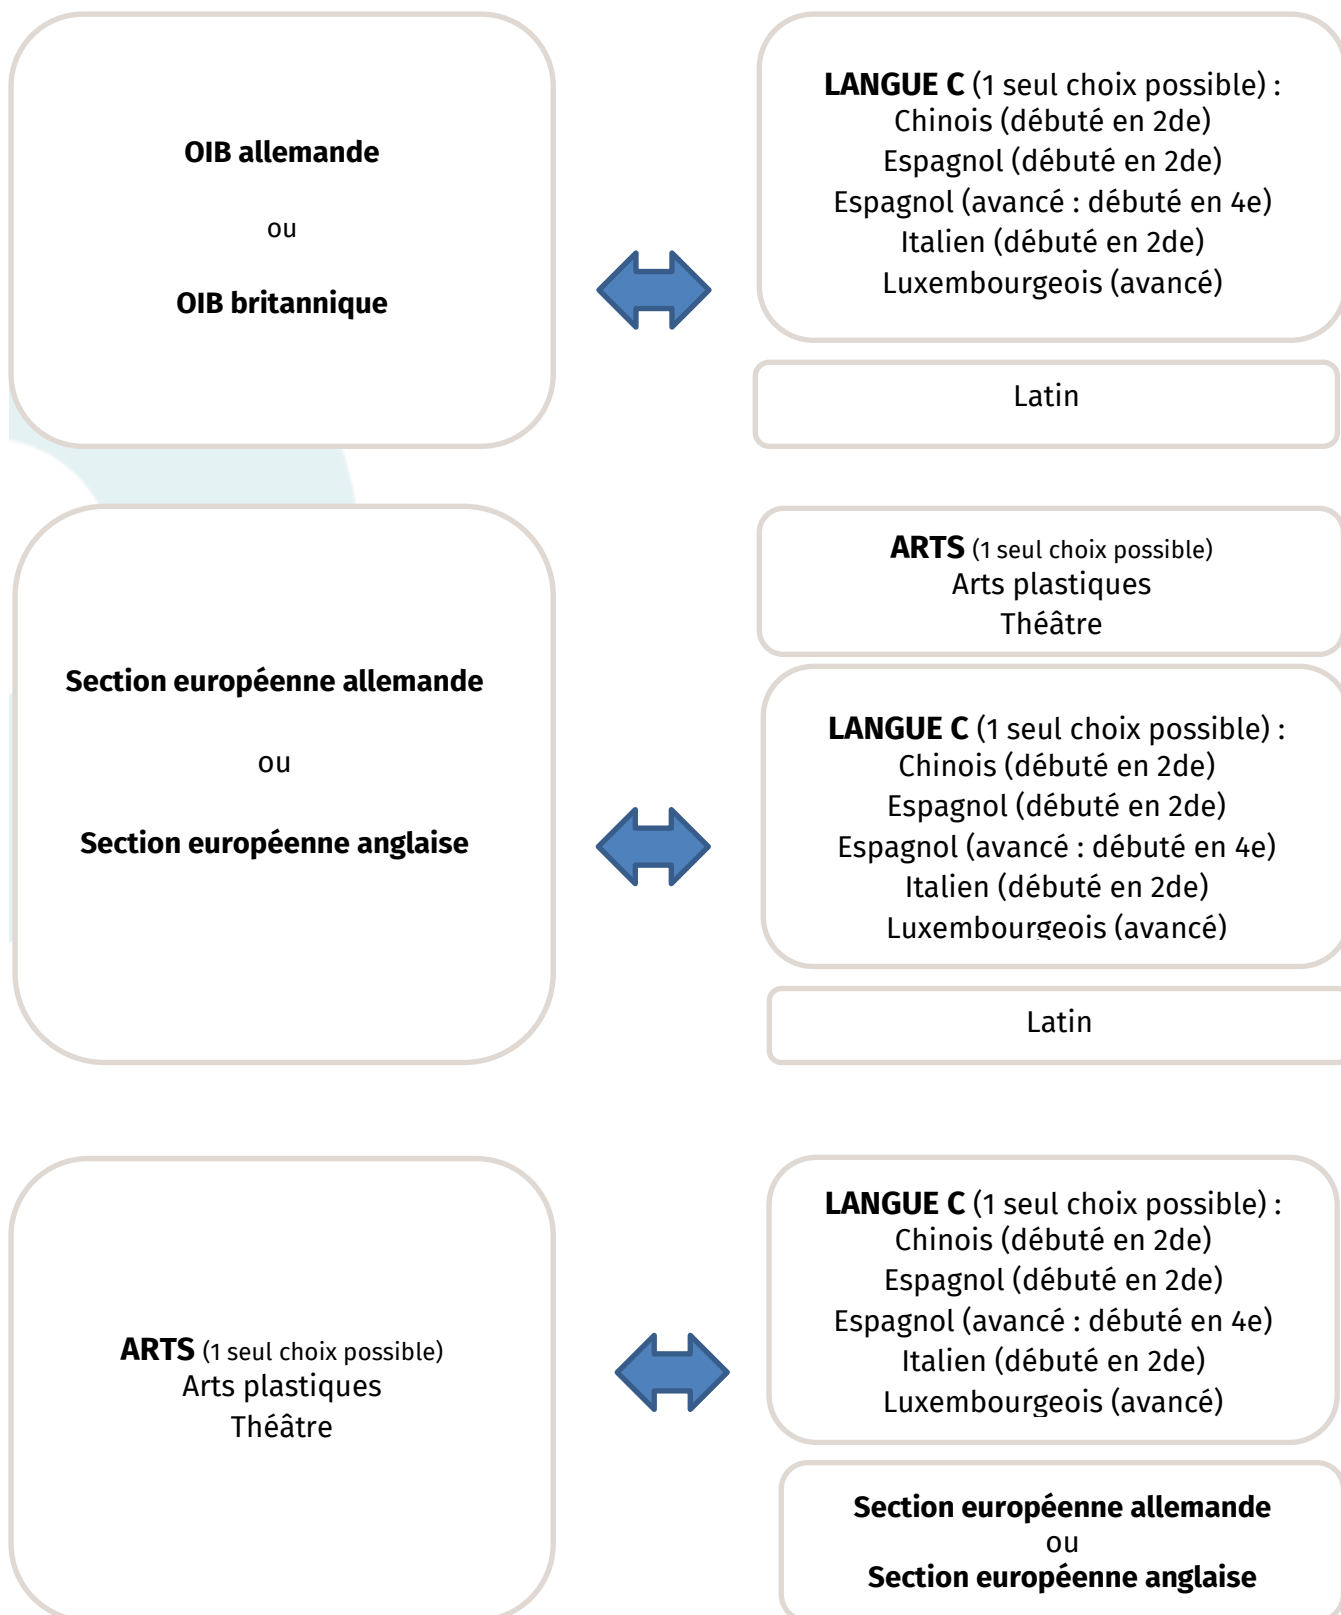 OIB allemande
ou
OIB britannique
LANGUE C (1 seul choix possible) :
Chinois (débuté en 2de)
Espagnol (débuté en 2de)
Espagnol (avancé : débuté en 4e)
Italien (débuté en 2de)
Luxembourgeois (avancé)
Latin
Section européenne allemande
ou
Section européenne anglaise
ARTS (1 seul choix possible)
Arts plastiques
Théâtre
LANGUE C (1 seul choix possible) :
Chinois (débuté en 2de)
Espagnol (débuté en 2de)
Espagnol (avancé : débuté en 4e)
Italien (débuté en 2de)
Luxembourgeois (avancé)
Latin
ARTS (1 seul choix possible)
Arts plastiques
Théâtre
LANGUE C (1 seul choix possible) :
Chinois (débuté en 2de)
Espagnol (débuté en 2de)
Espagnol (avancé : débuté en 4e)
Italien (débuté en 2de)
Luxembourgeois (avancé)
Section européenne allemande
ou
Section européenne anglaise